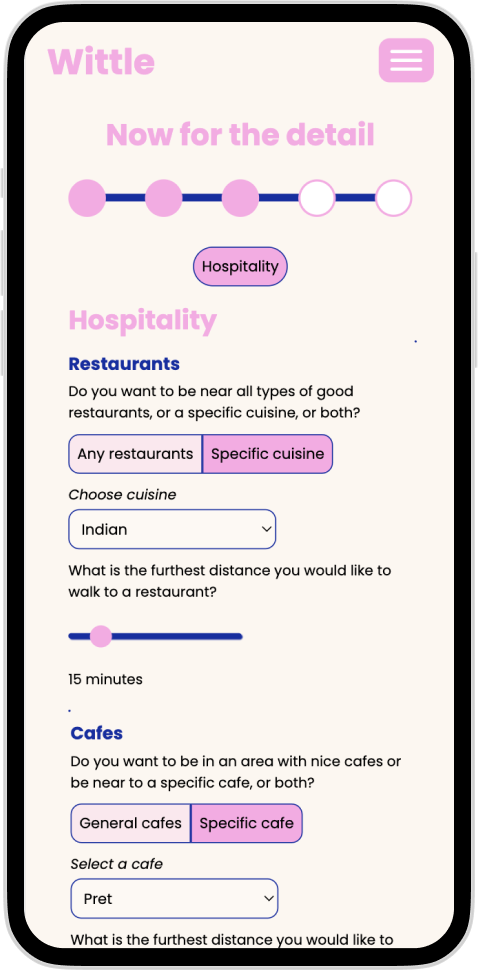 Wittle
Now for the detail
Hospitality
Hospitality
Restaurants
Do you want to be near all types of good
restaurants, or a specific cuisine, or both?
Any restaurants Specific cuisine
Choose cuisine
Indian
What is the furthest distance you would like to
walk to a restaurant?
15 minutes
Cafes
Do you want to be in an area with nice cafes or
be near to a specific cafe, or both?
General cafes Specific cafe
Select a cafe
Pret
What is the furthest distance you would like to